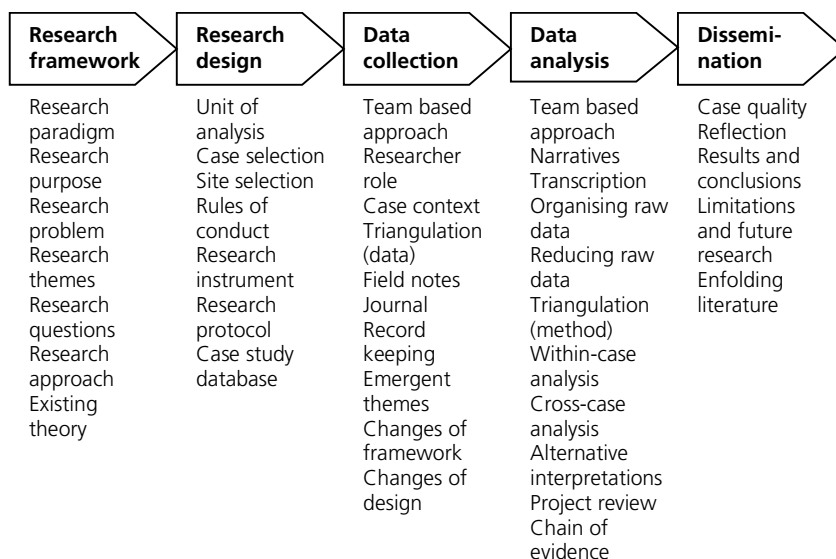 Research
framework
Research
design
Data
collection
Data
analysis
Dissemi-
nation
Research
paradigm
Research
purpose
Research
problem
Research
themes
Research
questions
Research
approach
Existing
theory
Unit of
analysis
Case selection
Site selection
Rules of
conduct
Research
instrument
Research
protocol
Case study
database
Team based
approach
Researcher
role
Case context
Triangulation
(data)
Field notes
Journal
Record
keeping
Emergent
themes
Changes of
framework
Changes of
design
Team based
approach
Narratives
Transcription
Organising raw
data
Reducing raw
data
Triangulation
(method)
Within-case
analysis
Cross-case
analysis
Alternative
interpretations
Project review
Chain of
evidence
Case quality
Reflection
Results and
conclusions
Limitations
and future
research
Enfolding
literature